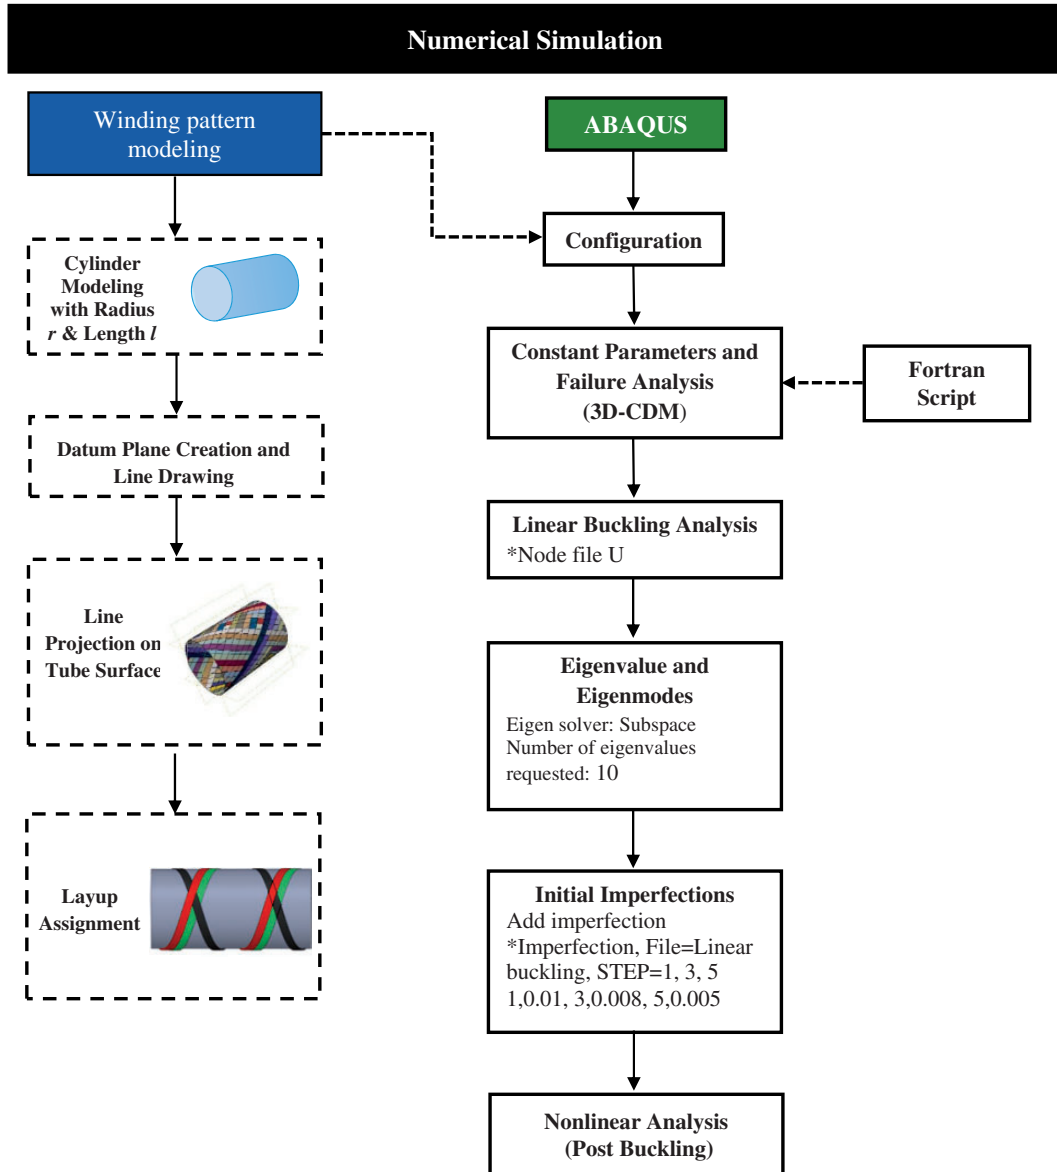 Numerical Simulation
Winding pattern
modeling
Cylinder
Modeling
with Radius
r & Length l
Datum Plane Creation and
Line Drawing
Line
Projection on
Tube Surface
Layup
Assignment
ABAQUS
Configuration
Constant Parameters and
Failure Analysis
(3D-CDM)
Fortran
Script
Linear Buckling Analysis
*Node file U
Eigenvalue and
Eigenmodes
Eigen solver: Subspace
Number of eigenvalues
requested: 10
Initial Imperfections
Add imperfection
*Imperfection, File=Linear
buckling, STEP=1, 3, 5
1,0.01, 3,0.008, 5,0.005
Nonlinear Analysis
(Post Buckling)